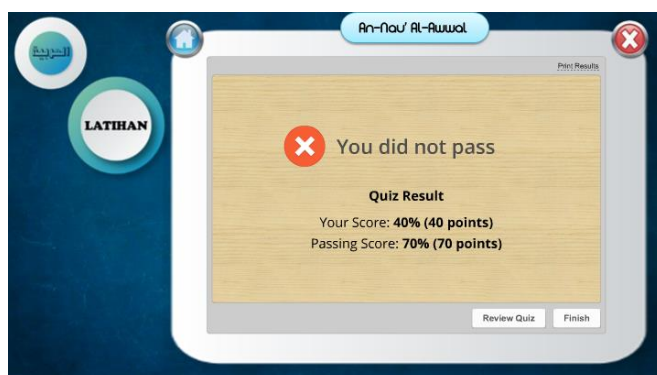 An-Nau' Al-Awwal
العربية
LATIHAN
Print Results
You did not pass
Quiz Result
Your Score: 40% (40 points)
Passing Score: 70% (70 points)
Review Quiz
Finish